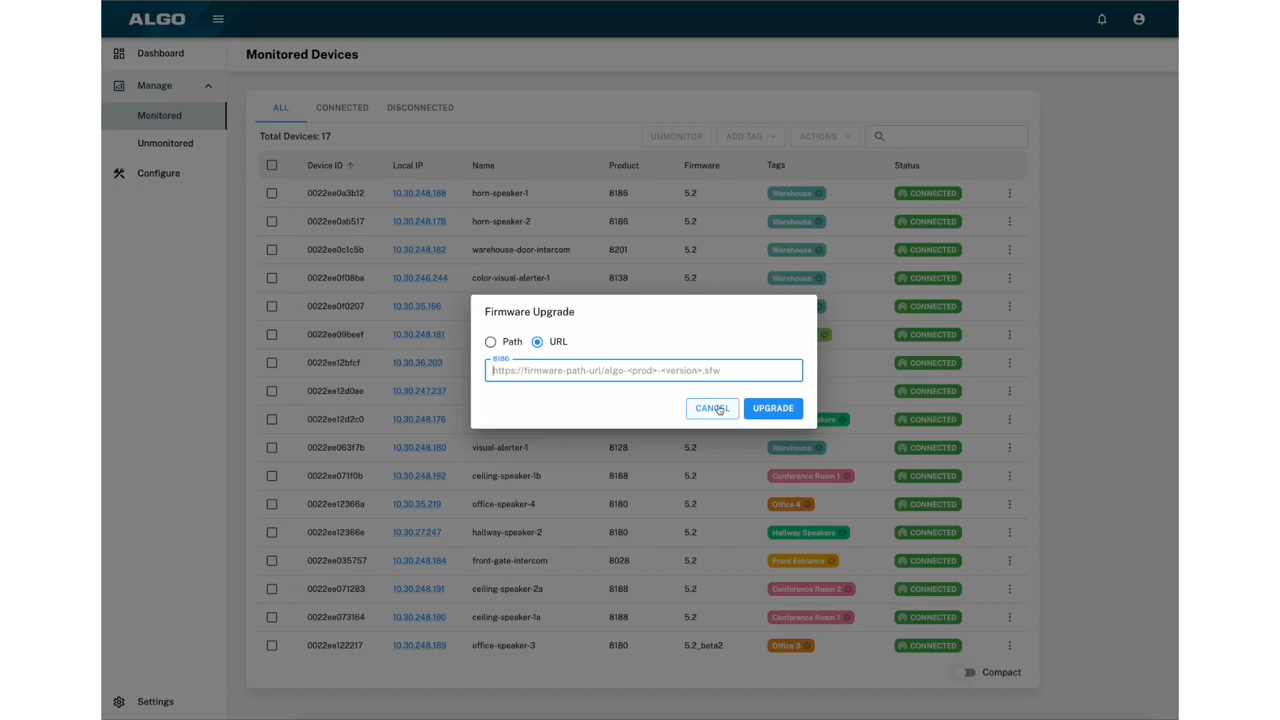 ALGO
Dashboard
Manage
Monitored
Unmonitored
Configure
Settings
Monitored Devices
ALL CONNECTED DISCONNECTED
Total Devices: 17
UNMONITOR ADD TAG ACTIONS
Device ID Local IP Name Product Firmware Tags Status
0022ee0a3b12 10.30.248.188 horn-speaker-1 8186 5.2 Warehouse CONNECTED
0022ee0ab517 10.30.248.178 horn-speaker-2 8186 5.2 Warehouse CONNECTED
0022ee0c1c5b 10.30.248.182 warehouse-door-intercom 8201 5.2 Warehouse CONNECTED
0022ee0f08ba 10.30.246.244 color-visual-alerter-1 8138 5.2 Warehouse CONNECTED
0022ee0f0207 10.30.35.166 CONNECTED
0022ee09beef 10.30.248.181 CONNECTED
0022ee12bfcf 10.30.36.203 CONNECTED
0022ee12d0ae 10.30.247.237 CONNECTED
0022ee12d2c0 10.30.248.176 CONNECTED
0022ee063f7b 10.30.248.180 visual-alerter-1 8128 5.2 Warehouse CONNECTED
0022ee071f0b 10.30.248.192 ceiling-speaker-1b 8188 5.2 Conference Room 1 CONNECTED
0022ee12366a 10.30.35.219 office-speaker-4 8180 5.2 Office 4 CONNECTED
0022ee12366e 10.30.27.247 hallway-speaker-2 8180 5.2 Hallway Speakers CONNECTED
0022ee035757 10.30.248.184 front-gate-intercom 8028 5.2 Front Entrance CONNECTED
0022ee071283 10.30.248.191 ceiling-speaker-2a 8188 5.2 Conference Room 2 CONNECTED
0022ee073164 10.30.248.190 ceiling-speaker-1a 8188 5.2 Conference Room 1 CONNECTED
0022ee122217 10.30.248.189 office-speaker-3 8180 5.2_beta2 Office 3 CONNECTED
Compact
Firmware Upgrade
Path URL
8186
https://firmware-path-url/algo-<prod>-<version>.sfw
CANCEL UPGRADE